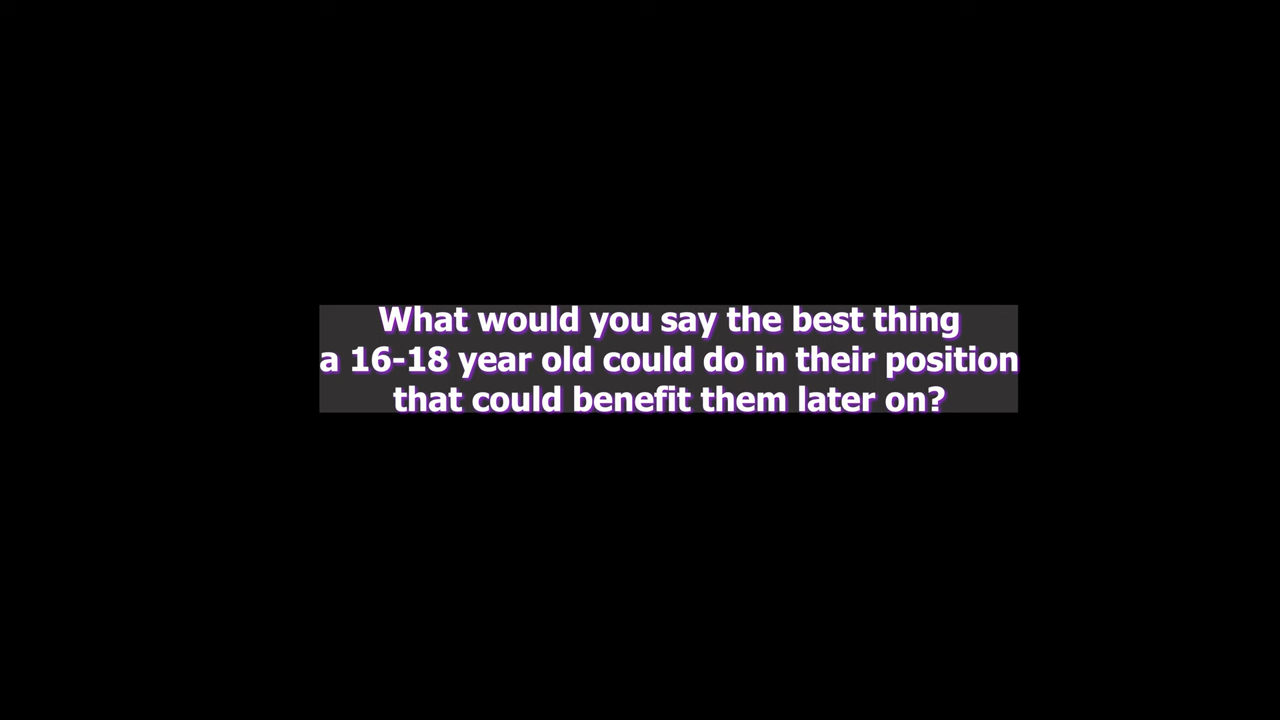 What would you say the best thing
a 16-18 year old could do in their position
that could benefit them later on?